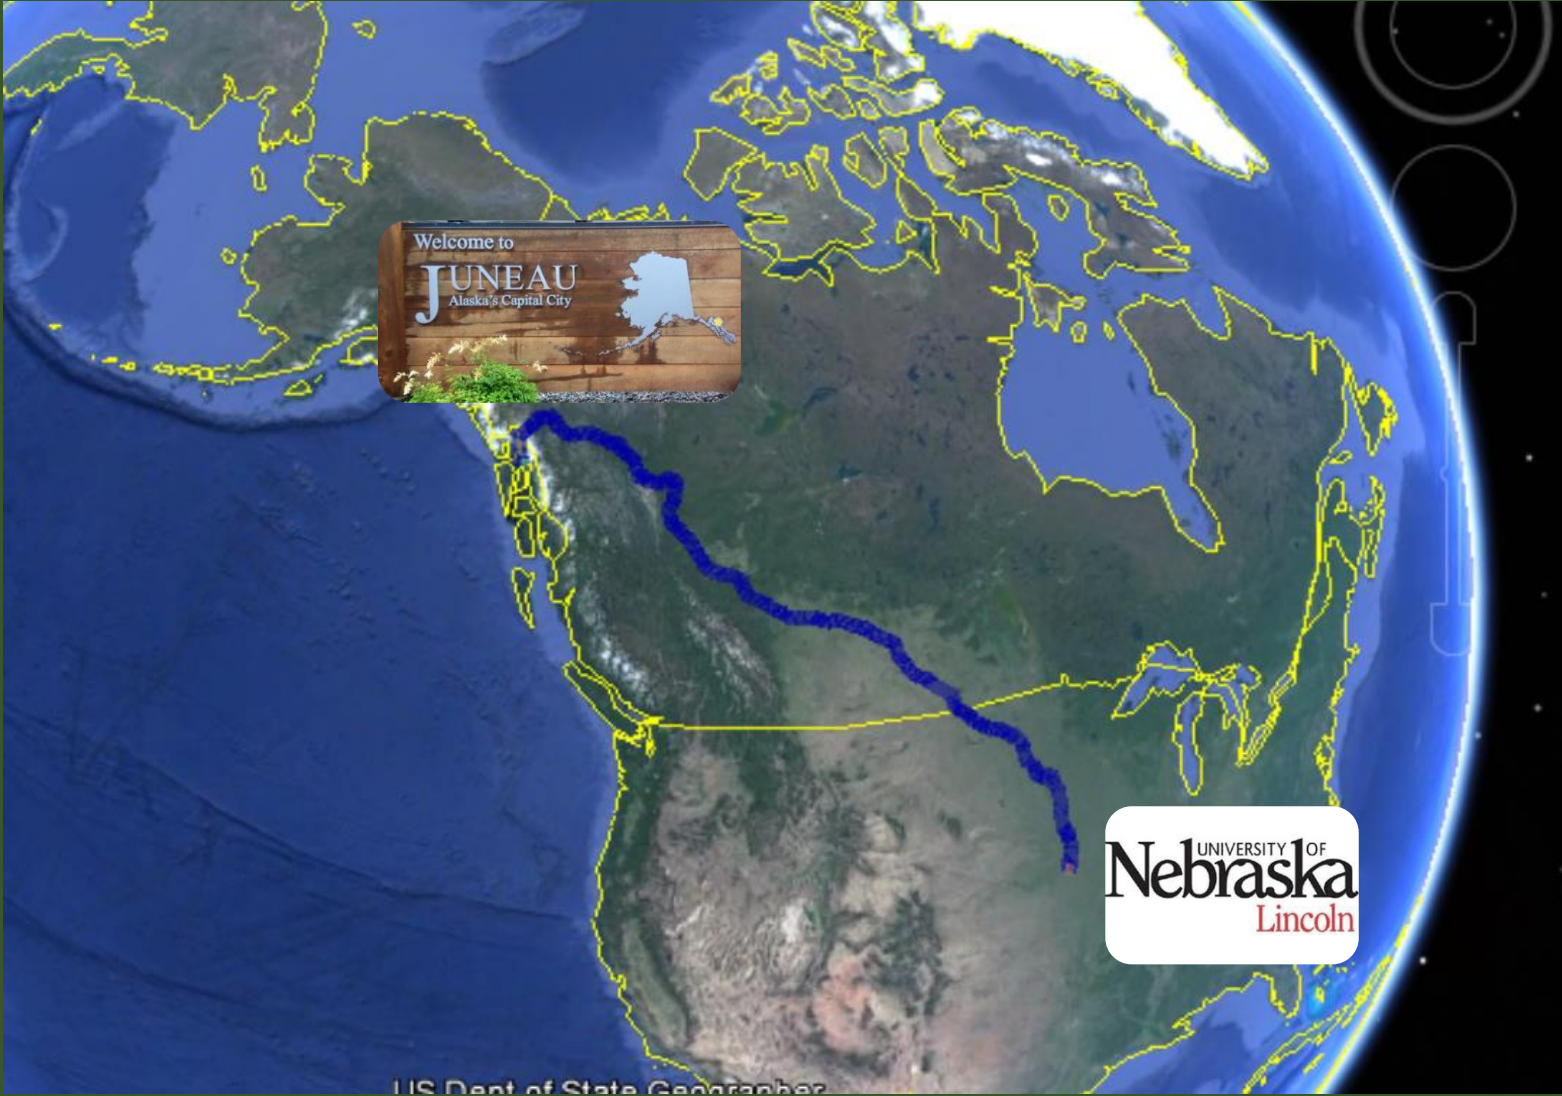 Welcome to
JUNEAU
Alaska's Capital City
UNIVERSITY OF
Nebraska
Lincoln
US Dept of State Geographer